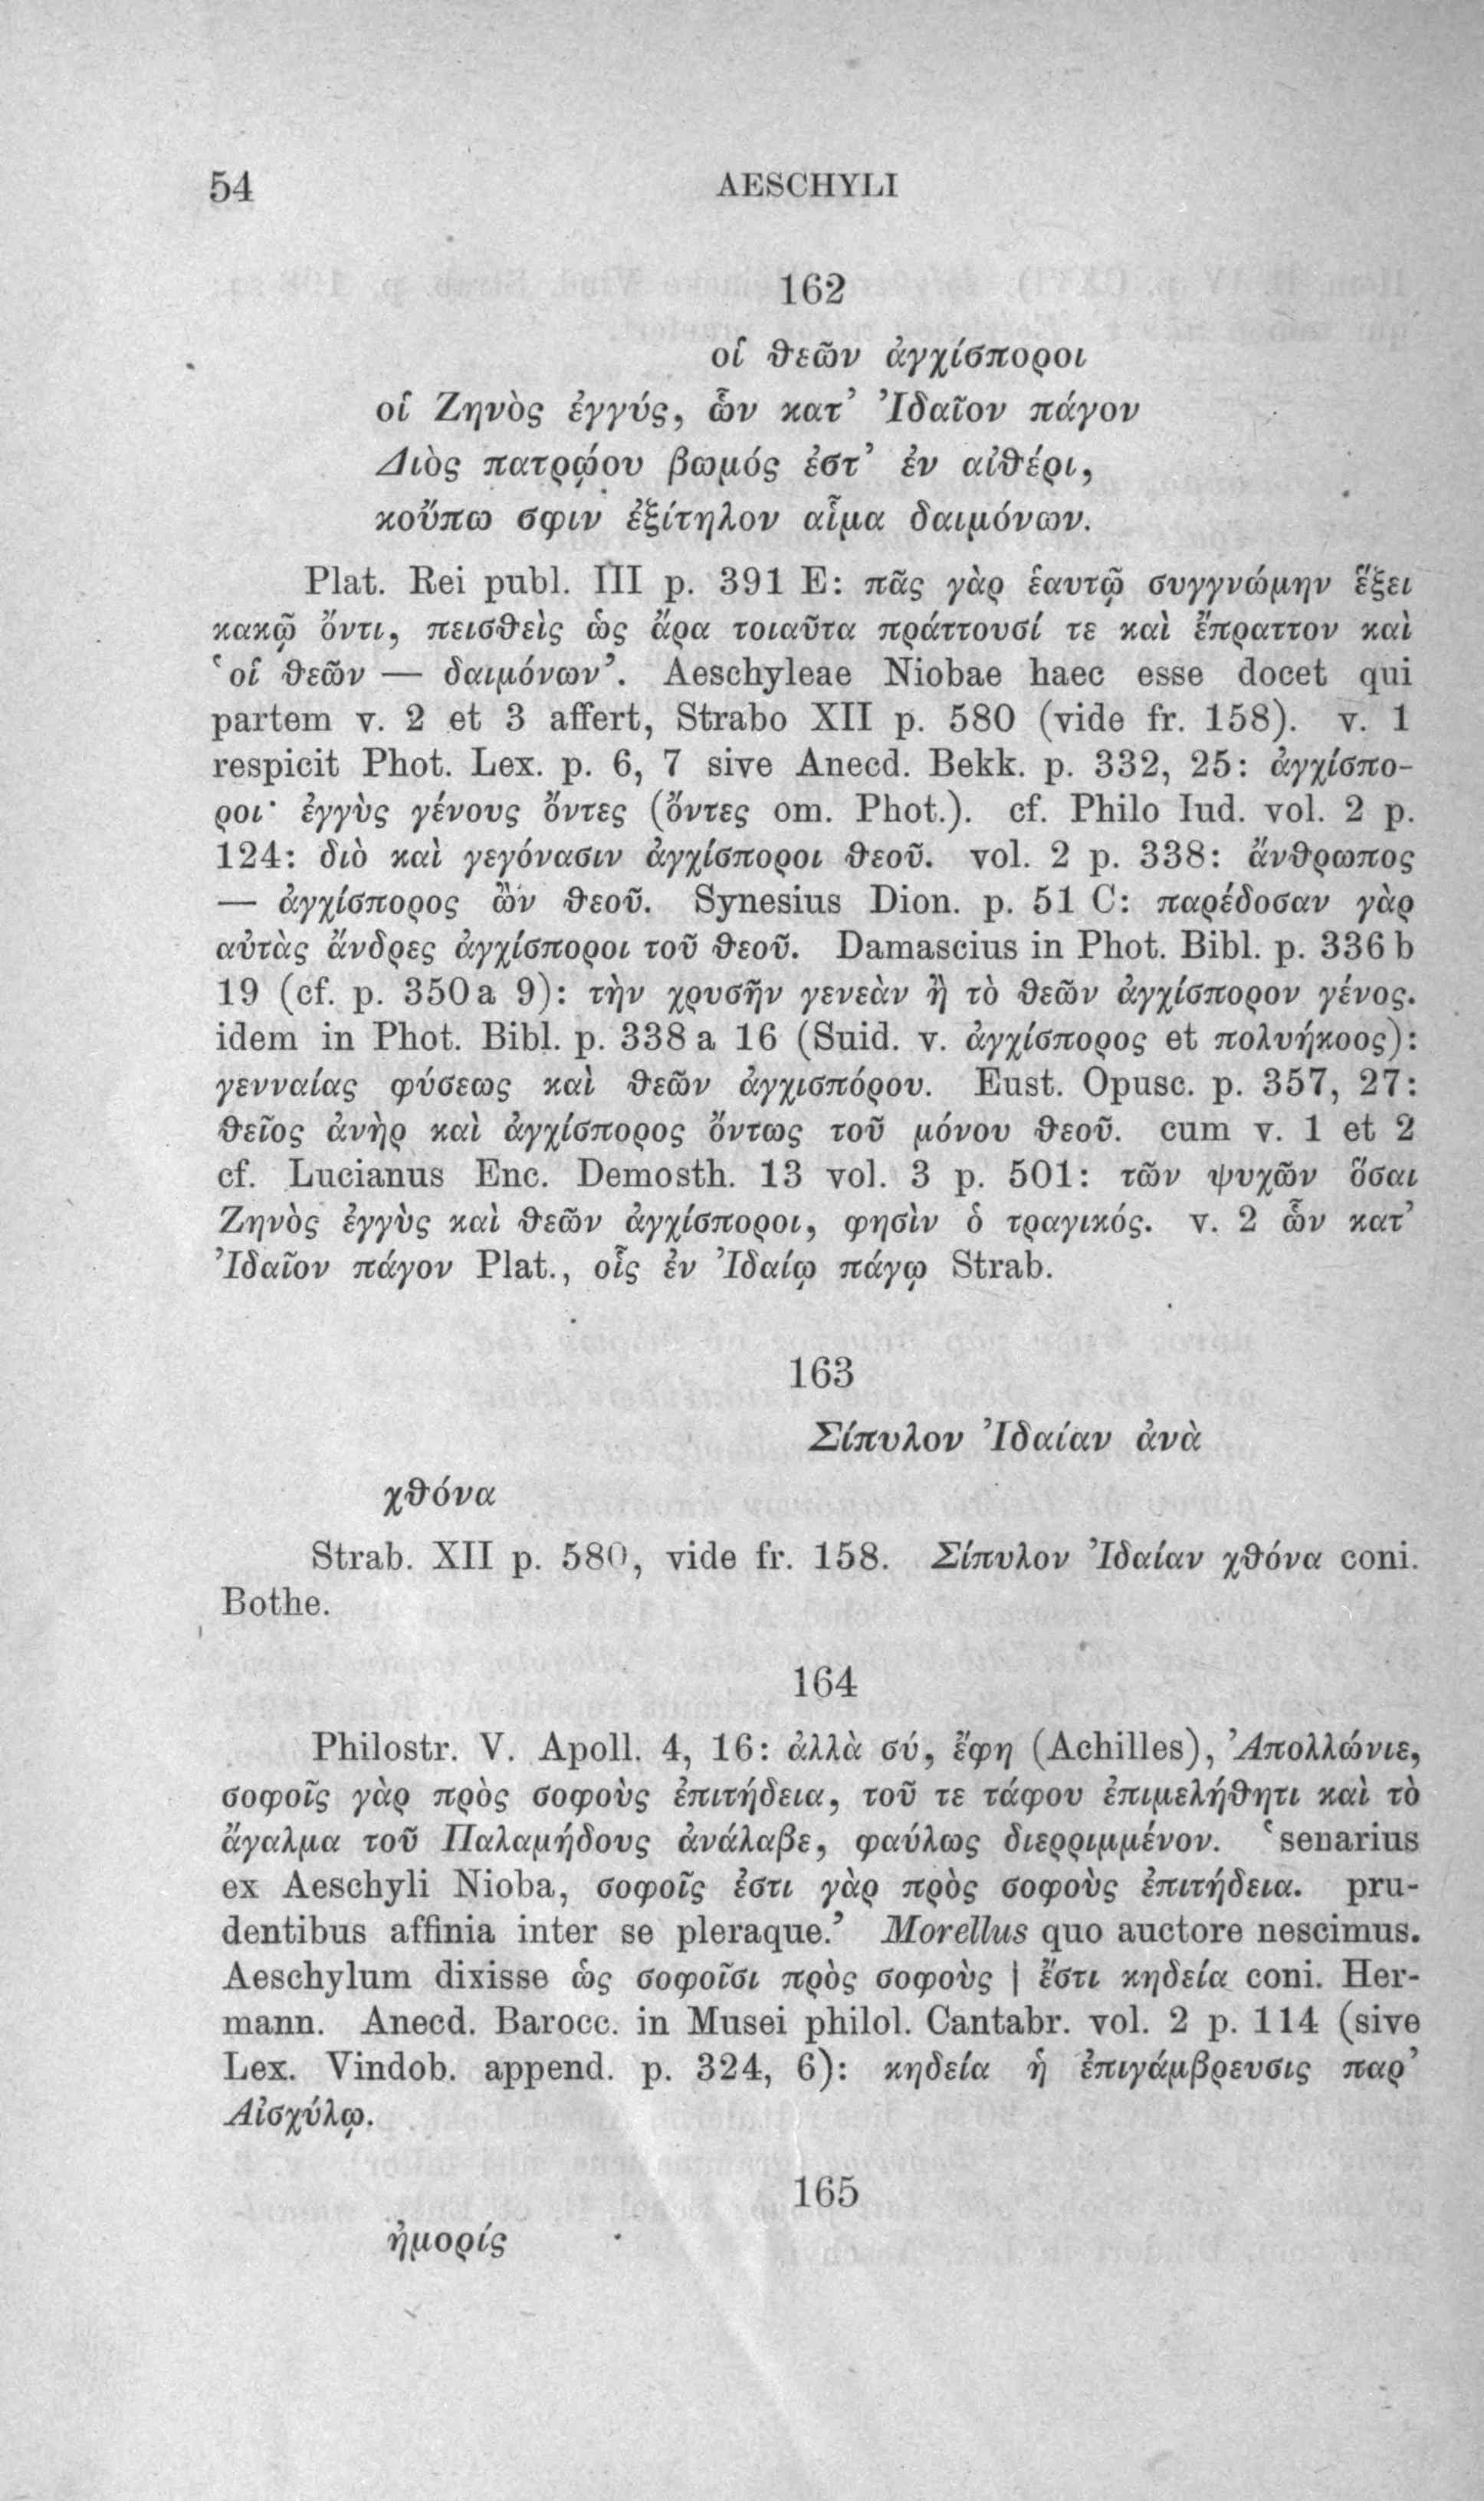 54
AESCHYLI
162
οἱ θεῶν ἀγχίσποροι
οἱ Ζηνὸς ἐγγύς, ὧν κατ’ Ἰδαῖον πάγον
Διὸς πατρῴου βωμός ἐστ’ ἐν αἰθέρι,
κοὔπω σφιν ἐξίτηλον αἷμα δαιμόνων.
Plat. Rei publ. III p. 391 E: πᾶς γὰρ ἑαυτῷ συγγνώμην ἕξει
κακῷ ὄντι, πεισθεὶς ὡς ἄρα τοιαῦτα πράττουσί τε καὶ ἔπραττον καὶ
‘οἱ θεῶν — δαιμόνων’. Aeschyleae Niobae haec esse docet qui
partem v. 2 et 3 affert, Strabo XII p. 580 (vide fr. 158). v. 1
respicit Phot. Lex. p. 6, 7 sive Anecd. Bekk. p. 332, 25: ἀγχίσπο-
ροι· ἐγγὺς γένους ὄντες (ὄντες om. Phot.). cf. Philo Iud. vol. 2 p.
124: διὸ καὶ γεγόνασιν ἀγχίσποροι θεοῦ. vol. 2 p. 338: ἄνθρωπος
— ἀγχίσπορος ὢν θεοῦ. Synesius Dion. p. 51 C: παρέδοσαν γὰρ
αὐτὰς ἄνδρες ἀγχίσποροι τοῦ θεοῦ. Damascius in Phot. Bibl. p. 336 b
19 (cf. p. 350 a 9): τὴν χρυσῆν γενεὰν ἢ τὸ θεῶν ἀγχίσπορον γένος.
idem in Phot. Bibl. p. 338 a 16 (Suid. v. ἀγχίσπορος et πολυήκοος):
γενναίας φύσεως καὶ θεῶν ἀγχισπόρου. Eust. Opusc. p. 357, 27:
θεῖος ἀνὴρ καὶ ἀγχίσπορος ὄντως τοῦ μόνου θεοῦ. cum v. 1 et 2
cf. Lucianus Enc. Demosth. 13 vol. 3 p. 501: τῶν ψυχῶν ὅσαι
Ζηνὸς ἐγγὺς καὶ θεῶν ἀγχίσποροι, φησὶν ὁ τραγικός. v. 2 ὧν κατ’
Ἰδαῖον πάγον Plat., οἷς ἐν Ἰδαίῳ πάγῳ Strab.
163
Σίπυλον Ἰδαίαν ἀνὰ
χθόνα
Strab. XII p. 580, vide fr. 158. Σίπυλον Ἰδαίαν χθόνα coni.
Bothe.
164
Philostr. V. Apoll. 4, 16: ἀλλὰ σύ, ἔφη (Achilles), Ἀπολλώνιε,
σοφοῖς γὰρ πρὸς σοφοὺς ἐπιτήδεια, τοῦ τε τάφου ἐπιμελήθητι καὶ τὸ
ἄγαλμα τοῦ Παλαμήδους ἀνάλαβε, φαύλως διερριμμένον. ‘senarius
ex Aeschyli Nioba, σοφοῖς ἐστι γὰρ πρὸς σοφοὺς ἐπιτήδεια. pru-
dentibus affinia inter se pleraque.’ Morellus quo auctore nescimus.
Aeschylum dixisse ὡς σοφοῖσι πρὸς σοφοὺς | ἔστι κηδεία coni. Her-
mann. Anecd. Barocc. in Musei philol. Cantabr. vol. 2 p. 114 (sive
Lex. Vindob. append. p. 324, 6): κηδεία ἡ ἐπιγάμβρευσις παρ’
Αἰσχύλῳ.
165
ἡμορίς